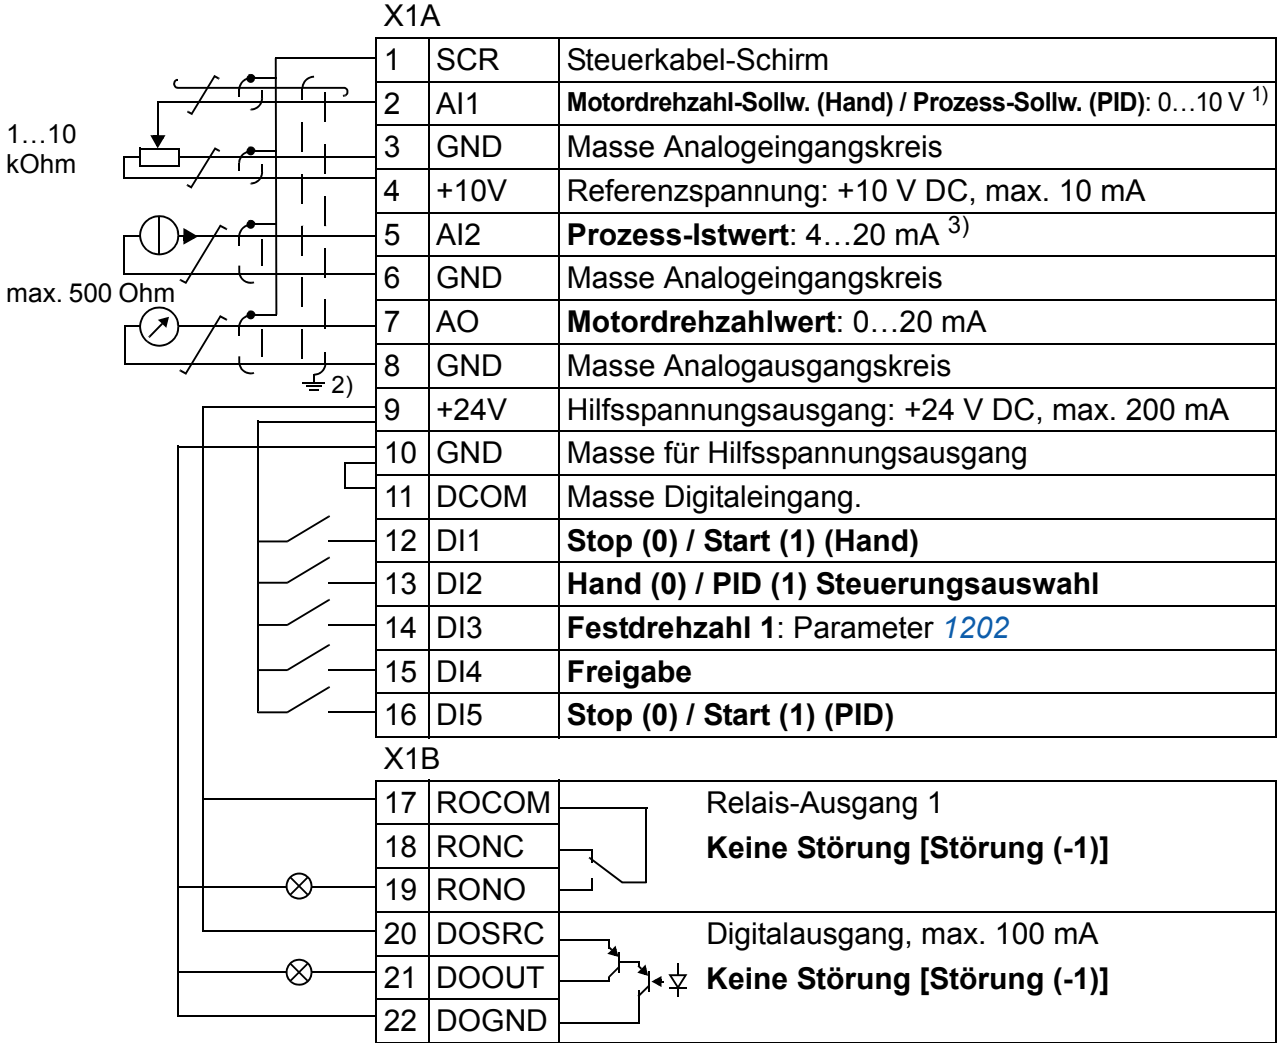 X1A
1 SCR Steuerkabel-Schirm
2 AI1 Motordrehzahl-Sollw. (Hand) / Prozess-Sollw. (PID): 0…10 V 1)
1…10
kOhm
3 GND Masse Analogeingangskreis
4 +10V Referenzspannung: +10 V DC, max. 10 mA
5 AI2 Prozess-Istwert: 4…20 mA 3)
6 GND Masse Analogeingangskreis
max. 500 Ohm
7 AO Motordrehzahlwert: 0…20 mA
8 GND Masse Analogausgangskreis
2)
9 +24V Hilfsspannungsausgang: +24 V DC, max. 200 mA
10 GND Masse für Hilfsspannungsausgang
11 DCOM Masse Digitaleingang.
12 DI1 Stop (0) / Start (1) (Hand)
13 DI2 Hand (0) / PID (1) Steuerungsauswahl
14 DI3 Festdrehzahl 1: Parameter 1202
15 DI4 Freigabe
16 DI5 Stop (0) / Start (1) (PID)
X1B
17 ROCOM Relais-Ausgang 1
18 RONC Keine Störung [Störung (-1)]
19 RONO
20 DOSRC Digitalausgang, max. 100 mA
21 DOOUT Keine Störung [Störung (-1)]
22 DOGND